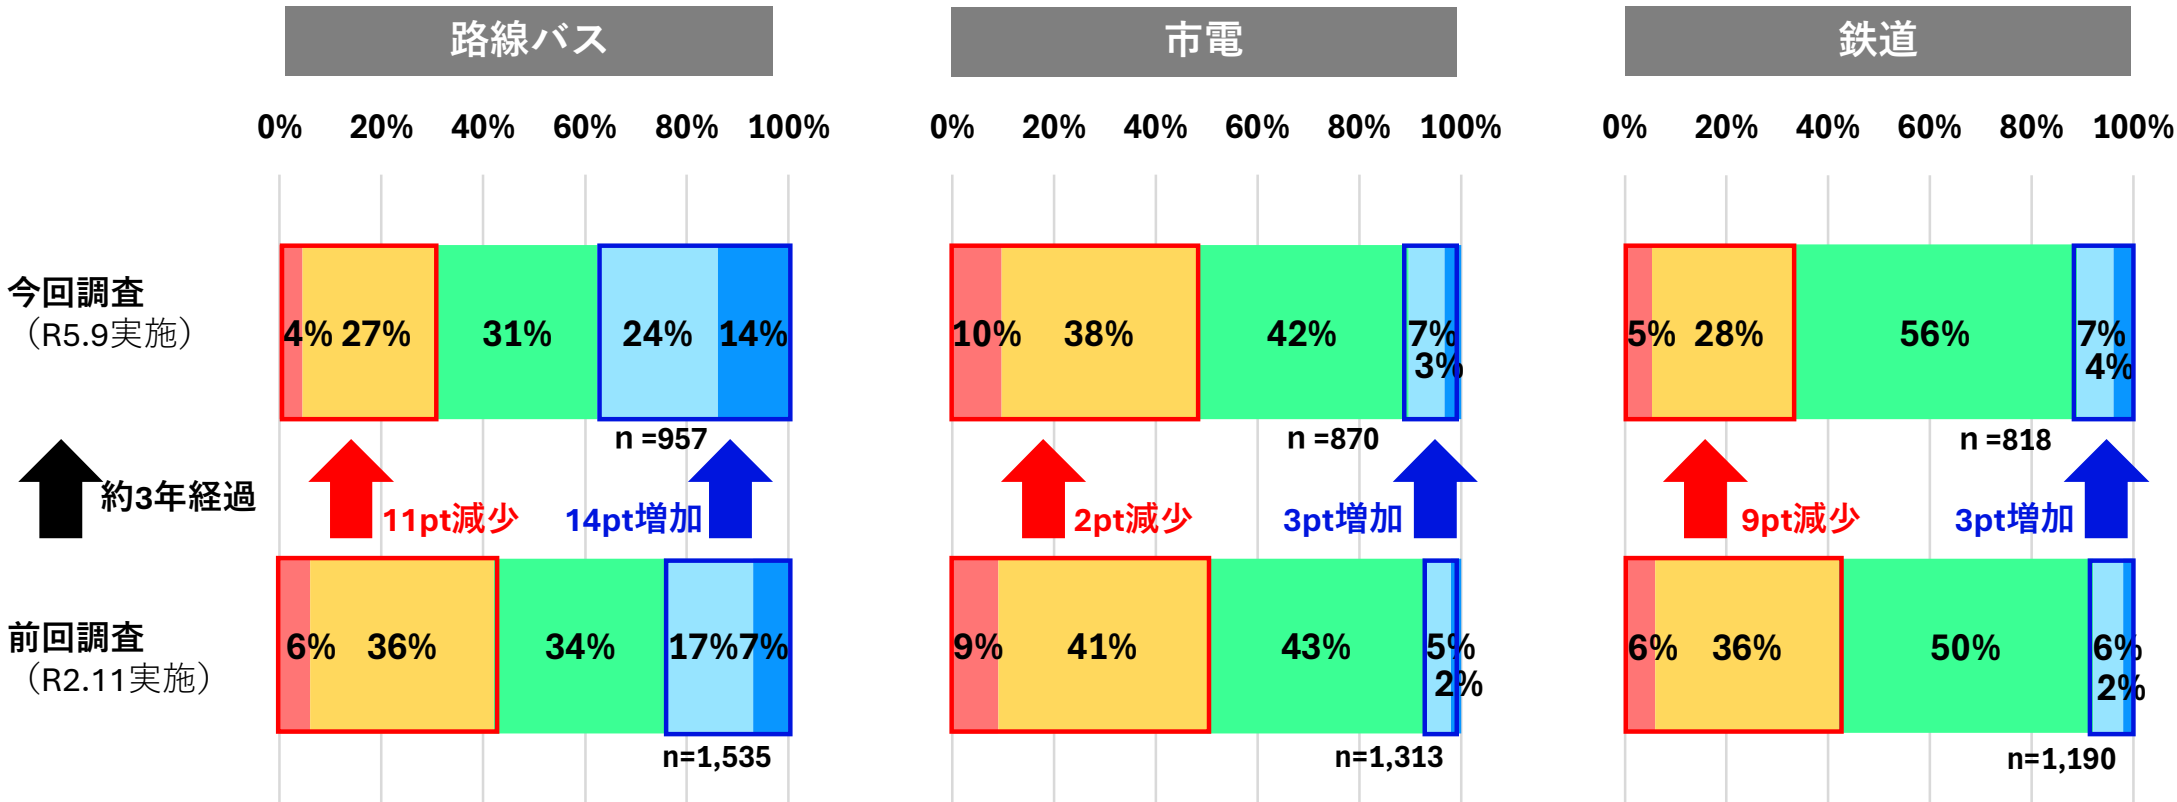 路線バス
市電
鉄道
0% 20% 40% 60% 80% 100%
0% 20% 40% 60% 80% 100%
0% 20% 40% 60% 80% 100%
今回調査
（R5.9実施）
4% 27% 31% 24% 14%
n =957
10% 38% 42% 7%
3%
n =870
5% 28% 56% 7%
4%
n =818
約3年経過
11pt減少
14pt増加
2pt減少
3pt増加
9pt減少
3pt増加
前回調査
（R2.11実施）
6% 36% 34% 17% 7%
n=1,535
9% 41% 43% 5%
2%
n=1,313
6% 36% 50% 6%
2%
n=1,190